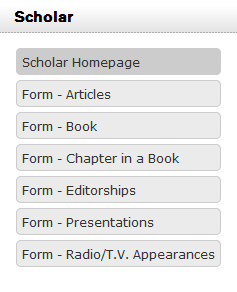 Scholar
Scholar Homepage
Form - Articles
Form - Book
Form - Chapter in a Book
Form - Editorships
Form - Presentations
Form - Radio/T.V. Appearances